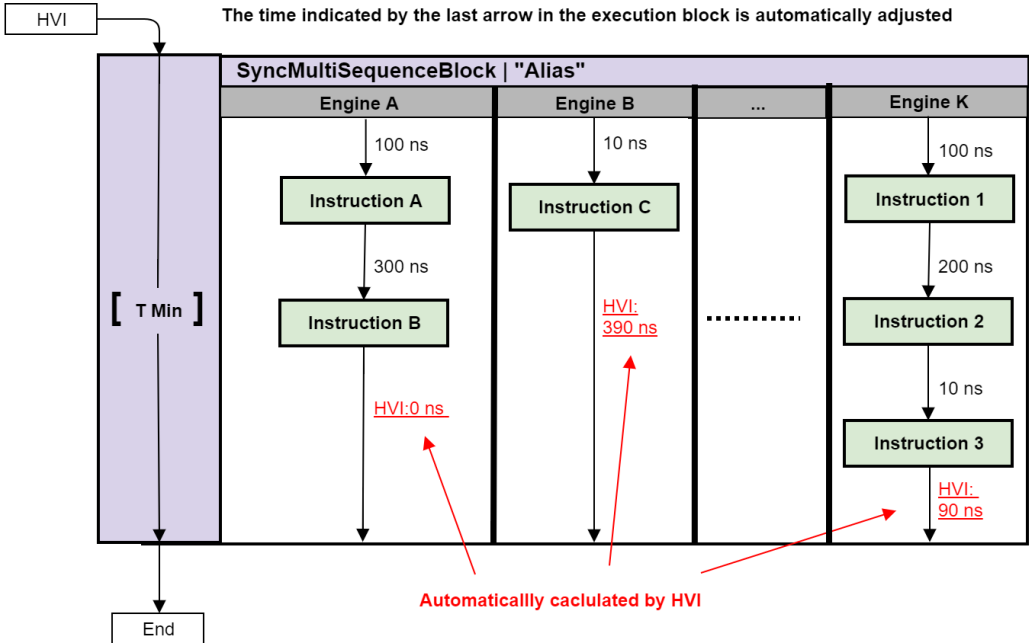 HVI
The time indicated by the last arrow in the execution block is automatically adjusted
SyncMultiSequenceBlock | "Alias"
Engine A
Engine B
...
Engine K
100 ns
10 ns
100 ns
Instruction A
Instruction C
Instruction 1
300 ns
200 ns
[ T Min ]
Instruction B
HVI:
390 ns
Instruction 2
10 ns
HVI:0 ns
Instruction 3
HVI:
90 ns
Automaticallly caclulated by HVI
End